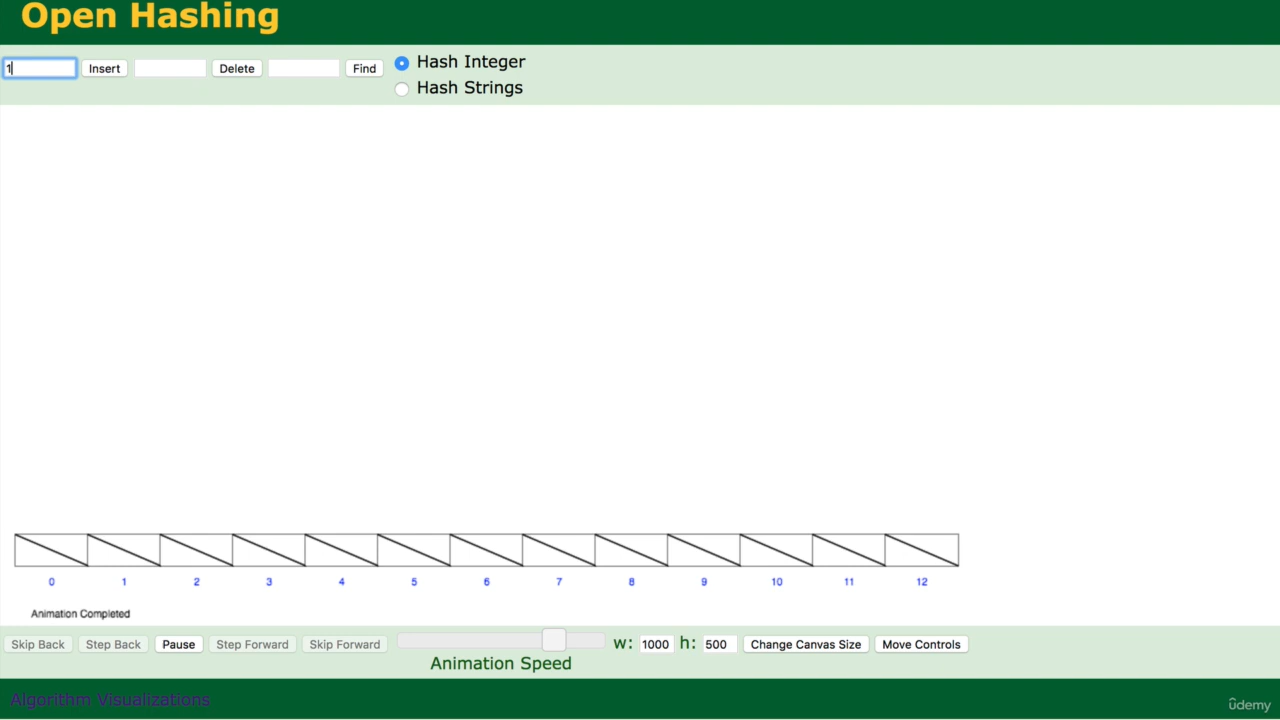 Open Hashing
1 Insert Delete Find Hash Integer
Hash Strings
0 1 2 3 4 5 6 7 8 9 10 11 12
Animation Completed
Skip Back Step Back Pause Step Forward Skip Forward w: 1000 h: 500 Change Canvas Size Move Controls
Animation Speed
Algorithm Visualizations
ûdemy